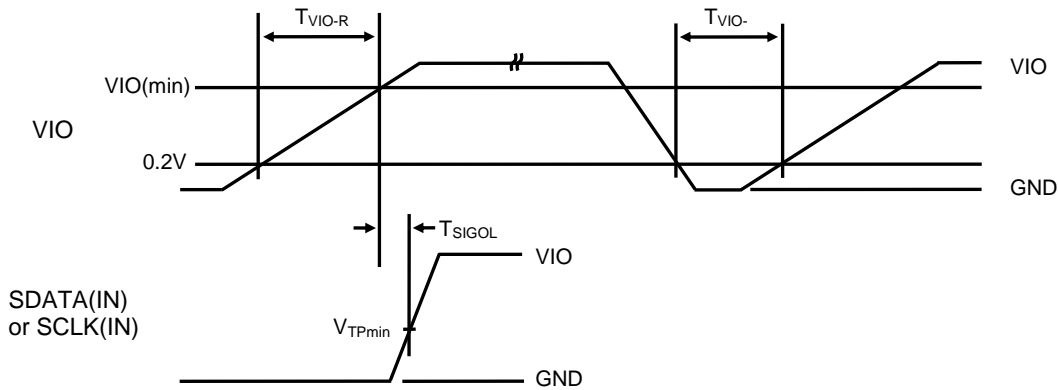 TVIO-R
TVIO-
VIO(min)
VIO
VIO
0.2V
GND
TSIGOL
VIO
SDATA(IN)
or SCLK(IN)
VTPmin
GND